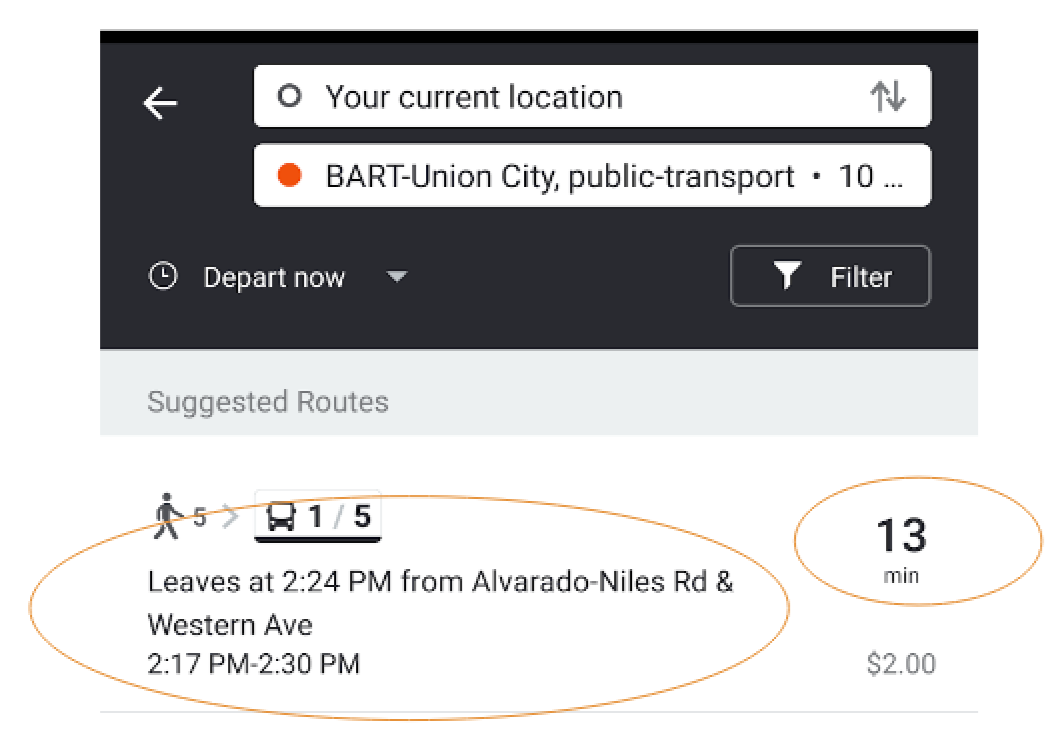 Your current location
BART-Union City, public-transport • 10 ...
Depart now
Filter
Suggested Routes
5 > 1 / 5
13
min
Leaves at 2:24 PM from Alvarado-Niles Rd &
Western Ave
2:17 PM-2:30 PM
$2.00